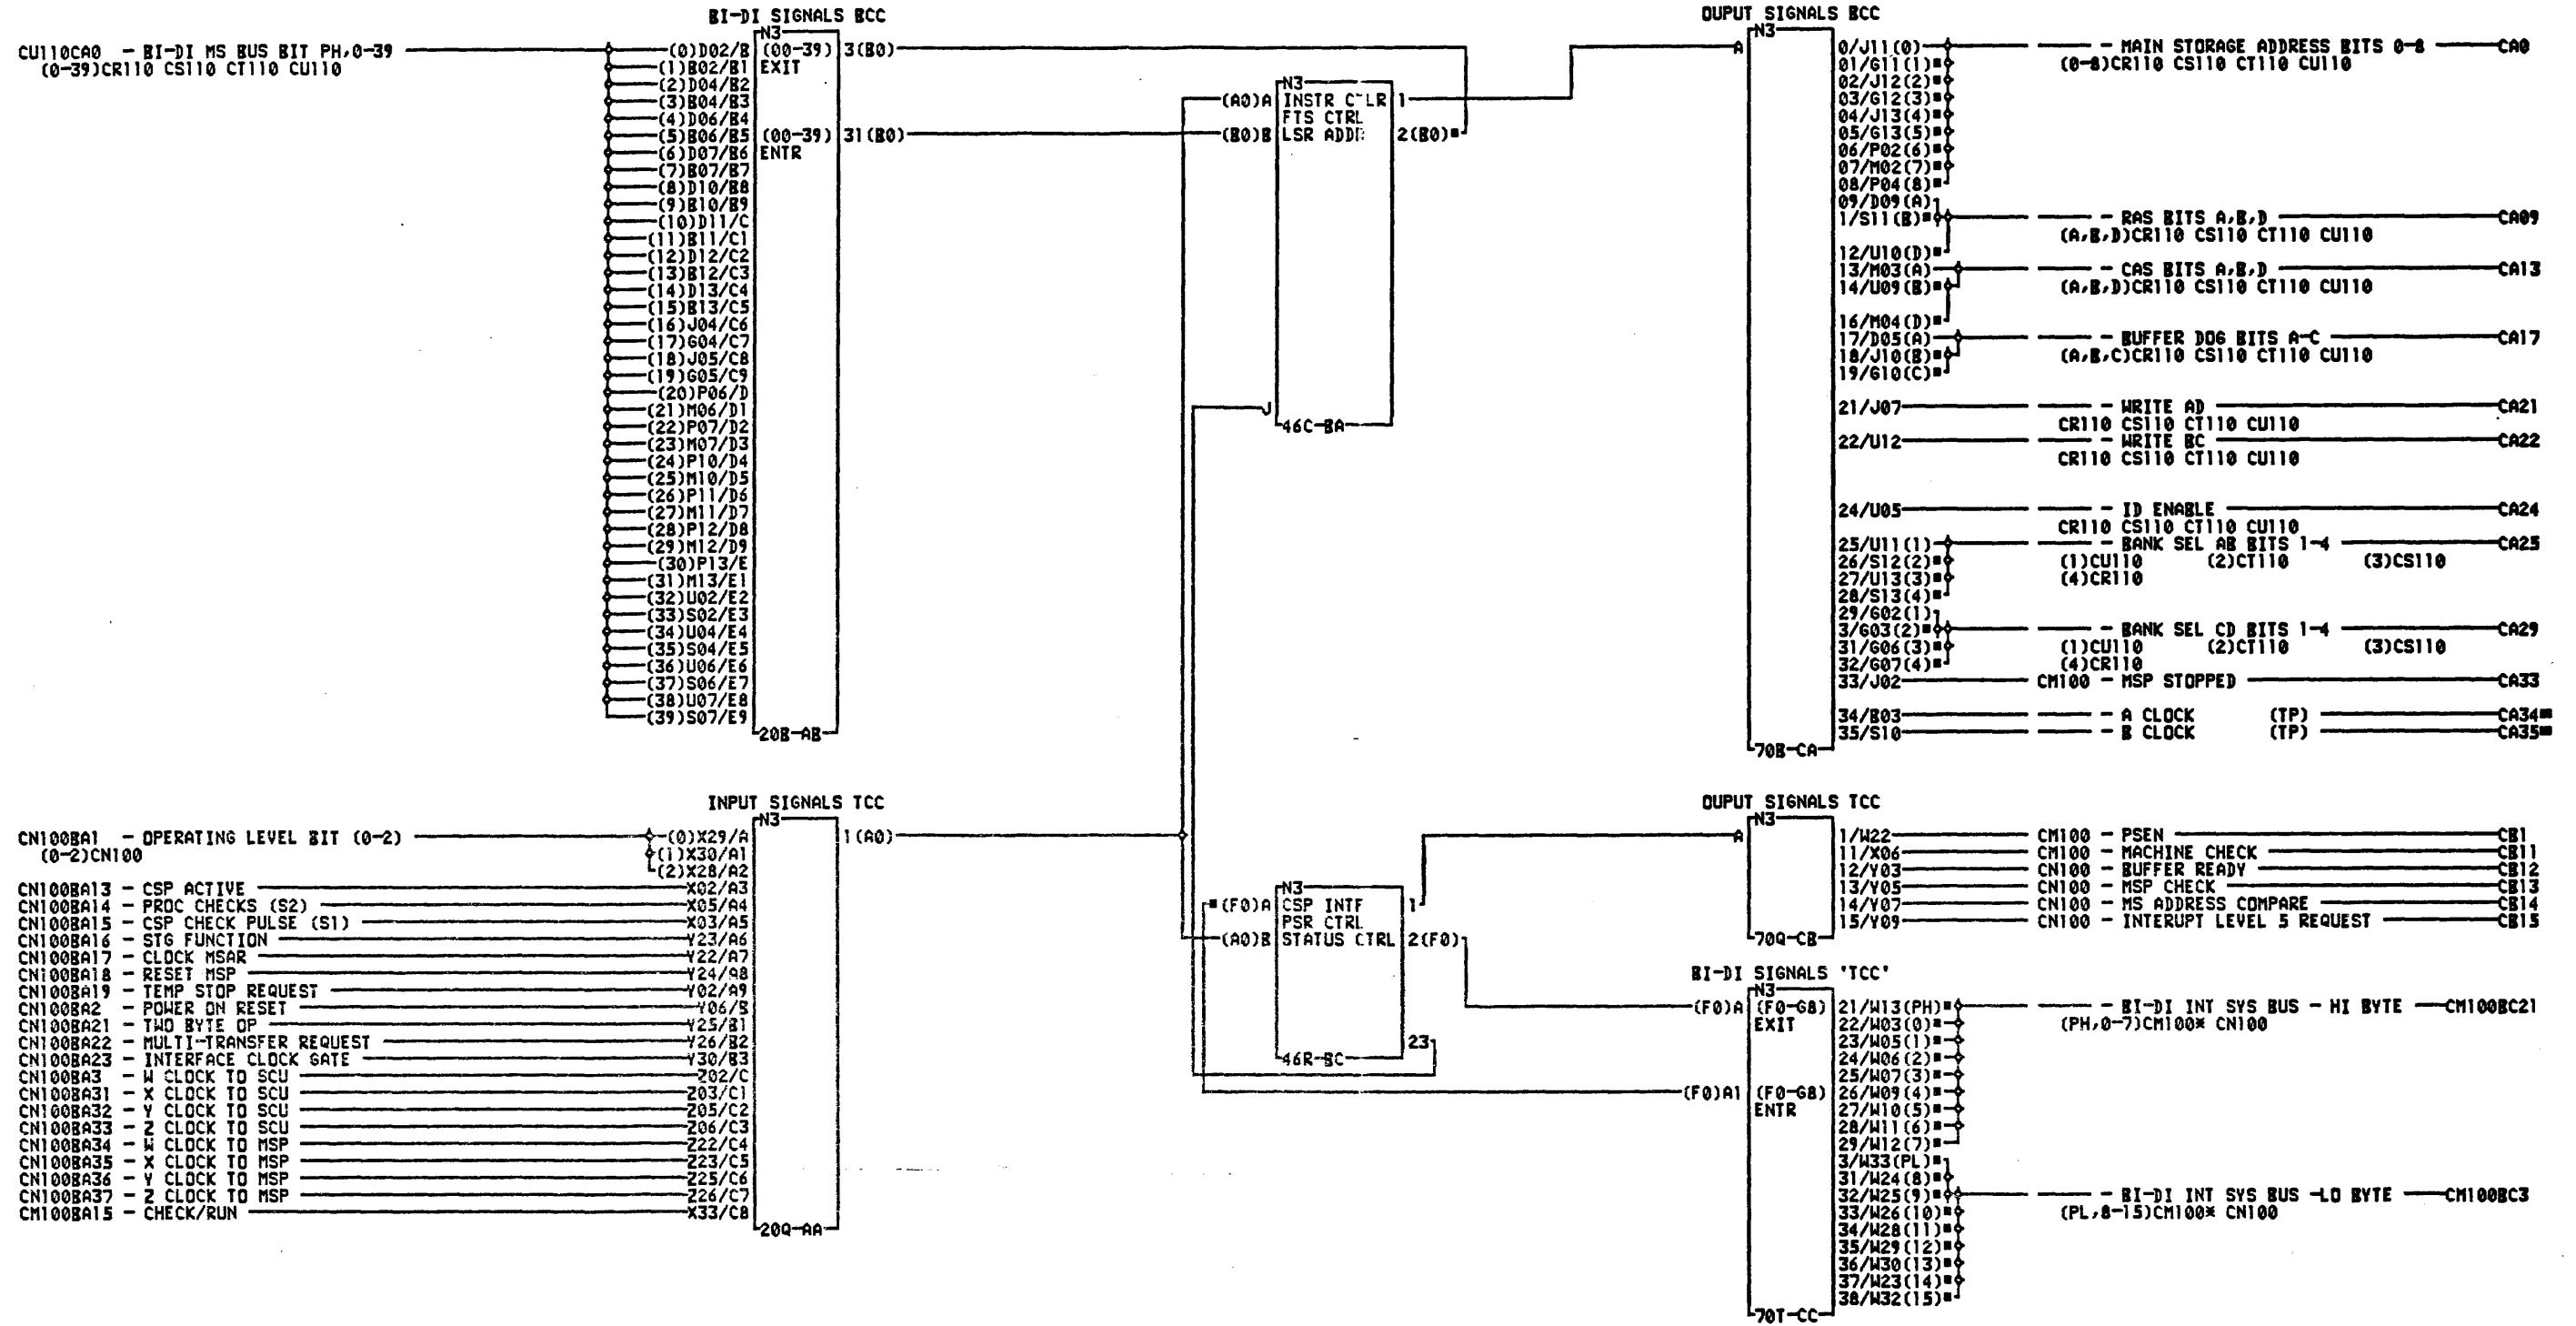 BI-DI SIGNALS BCC
N3
CU110CA0 - BI-DI MS BUS BIT PH,0-39
(0-39)CR110 CS110 CT110 CU110
(0)D02/B
(1)B02/B1
(2)D04/B2
(3)B04/B3
(4)D06/B4
(5)B06/B5
(6)D07/B6
(7)B07/B7
(8)D10/B8
(9)B10/B9
(10)D11/C
(11)B11/C1
(12)D12/C2
(13)B12/C3
(14)D13/C4
(15)B13/C5
(16)J04/C6
(17)G04/C7
(18)J05/C8
(19)G05/C9
(20)P06/D
(21)M06/D1
(22)P07/D2
(23)M07/D3
(24)P10/D4
(25)M10/D5
(26)P11/D6
(27)M11/D7
(28)P12/D8
(29)M12/D9
(30)P13/E
(31)M13/E1
(32)U02/E2
(33)S02/E3
(34)U04/E4
(35)S04/E5
(36)U06/E6
(37)S06/E7
(38)U07/E8
(39)S07/E9
(00-39) 3(B0)
EXIT
(00-39) 31(B0)
ENTR
20B-AB
N3
(A0)A INSTR CTLR 1
FTS CTRL
(B0)B LSR ADDR 2(B0)
J
46C-BA
OUPUT SIGNALS BCC
N3
A
0/J11(0) - MAIN STORAGE ADDRESS BITS 0-8 CA0
01/G11(1) (0-8)CR110 CS110 CT110 CU110
02/J12(2)
03/G12(3)
04/J13(4)
05/G13(5)
06/P02(6)
07/M02(7)
08/P04(8)
09/D09(A)
1/S11(B) - RAS BITS A,B,D CA09
(A,B,D)CR110 CS110 CT110 CU110
12/U10(D)
13/M03(A) - CAS BITS A,B,D CA13
14/U09(B) (A,B,D)CR110 CS110 CT110 CU110
16/M04(D)
17/D05(A) - BUFFER DOG BITS A-C CA17
18/J10(B) (A,B,C)CR110 CS110 CT110 CU110
19/G10(C)
21/J07 - WRITE AD CA21
CR110 CS110 CT110 CU110
22/U12 - WRITE BC CA22
CR110 CS110 CT110 CU110
24/U05 - ID ENABLE CA24
CR110 CS110 CT110 CU110
25/U11(1) - BANK SEL AB BITS 1-4 CA25
26/S12(2) (1)CU110 (2)CT110 (3)CS110
27/U13(3) (4)CR110
28/S13(4)
29/G02(1)
3/G03(2) - BANK SEL CD BITS 1-4 CA29
31/G06(3) (1)CU110 (2)CT110 (3)CS110
32/G07(4) (4)CR110
33/J02 CM100 - MSP STOPPED CA33
34/B03 - A CLOCK (TP) CA34
35/S10 - B CLOCK (TP) CA35
70B-CA
INPUT SIGNALS TCC
N3
CN100BA1 - OPERATING LEVEL BIT (0-2) (0)X29/A 1(A0)
(0-2)CN100 (1)X30/A1
(2)X28/A2
CN100BA13 - CSP ACTIVE X02/A3
CN100BA14 - PROC CHECKS (S2) X05/A4
CN100BA15 - CSP CHECK PULSE (S1) X03/A5
CN100BA16 - STG FUNCTION Y23/A6
CN100BA17 - CLOCK MSAR Y22/A7
CN100BA18 - RESET MSP Y24/A8
CN100BA19 - TEMP STOP REQUEST Y02/A9
CN100BA2 - POWER ON RESET Y06/B
CN100BA21 - TWO BYTE OP Y25/B1
CN100BA22 - MULTI-TRANSFER REQUEST Y26/B2
CN100BA23 - INTERFACE CLOCK GATE Y30/B3
CN100BA3 - W CLOCK TO SCU Z02/C
CN100BA31 - X CLOCK TO SCU Z03/C1
CN100BA32 - Y CLOCK TO SCU Z05/C2
CN100BA33 - Z CLOCK TO SCU Z06/C3
CN100BA34 - W CLOCK TO MSP Z22/C4
CN100BA35 - X CLOCK TO MSP Z23/C5
CN100BA36 - Y CLOCK TO MSP Z25/C6
CN100BA37 - Z CLOCK TO MSP Z26/C7
CM100BA15 - CHECK/RUN X33/C8
20Q-AA
N3
(F0)A CSP INTF 1
PSR CTRL
(A0)B STATUS CTRL 2(F0)
23
46R-BC
OUPUT SIGNALS TCC
N3
A 1/W22 CM100 - PSEN CB1
11/X06 CM100 - MACHINE CHECK CB11
12/Y03 CN100 - BUFFER READY CB12
13/Y05 CN100 - MSP CHECK CB13
14/Y07 CN100 - MS ADDRESS COMPARE CB14
15/Y09 CN100 - INTERUPT LEVEL 5 REQUEST CB15
70Q-CB
BI-DI SIGNALS 'TCC'
N3
(F0)A (F0-G8) 21/W13(PH) - BI-DI INT SYS BUS - HI BYTE CM100BC21
EXIT 22/W03(0) (PH,0-7)CM100* CN100
23/W05(1)
24/W06(2)
25/W07(3)
(F0)A1 (F0-G8) 26/W09(4)
ENTR 27/W10(5)
28/W11(6)
29/W12(7)
3/W33(PL)
31/W24(8)
32/W25(9) - BI-DI INT SYS BUS -LO BYTE CM100BC3
33/W26(10) (PL,8-15)CM100* CN100
34/W28(11)
35/W29(12)
36/W30(13)
37/W23(14)
38/W32(15)
70T-CC